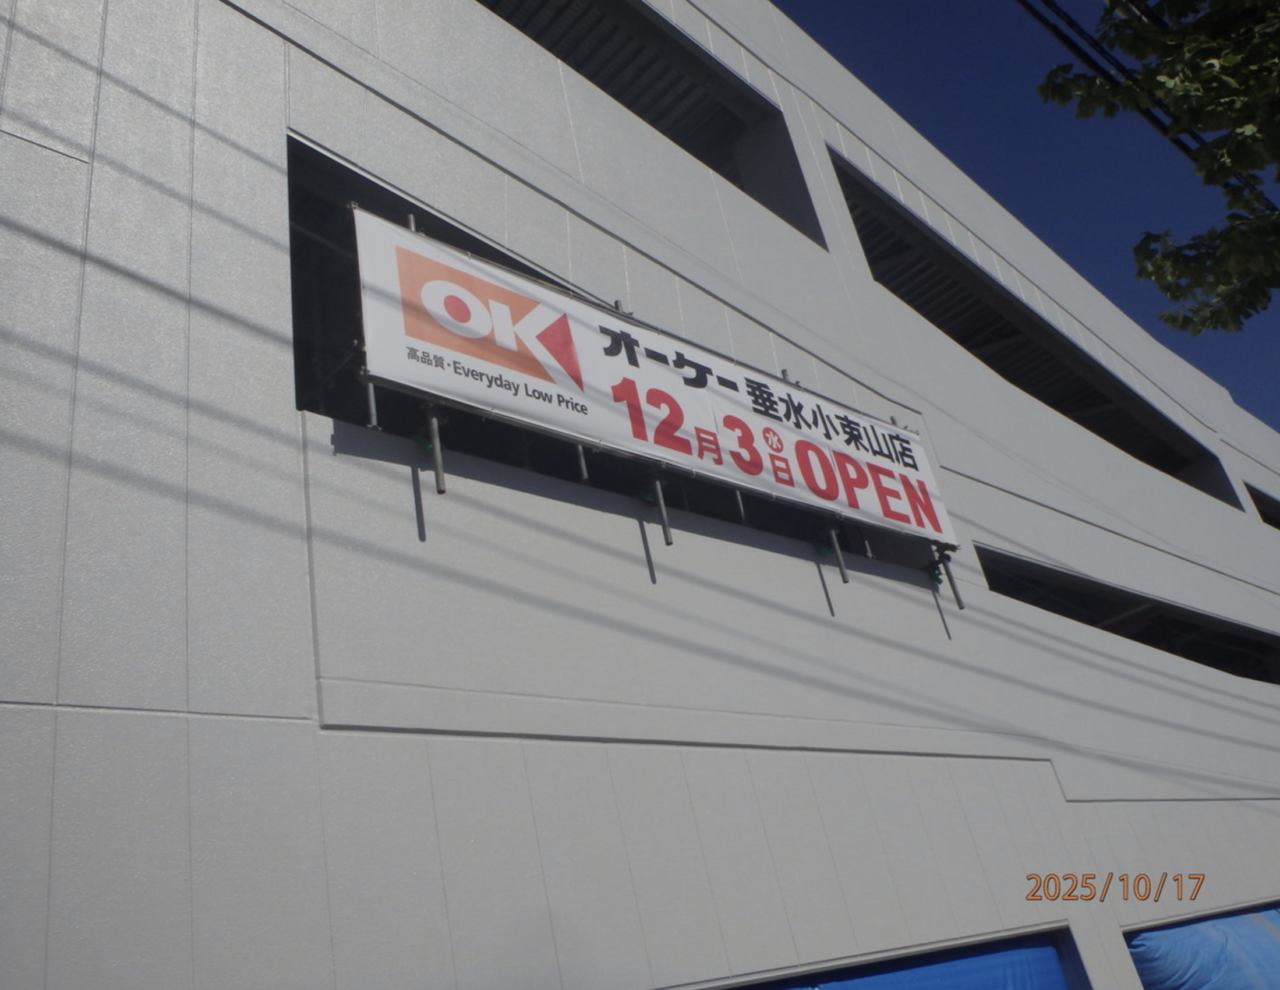 OK
高品質・Everyday Low Price
オーケー垂水小束山店
12月3日㊌OPEN
2025/10/17